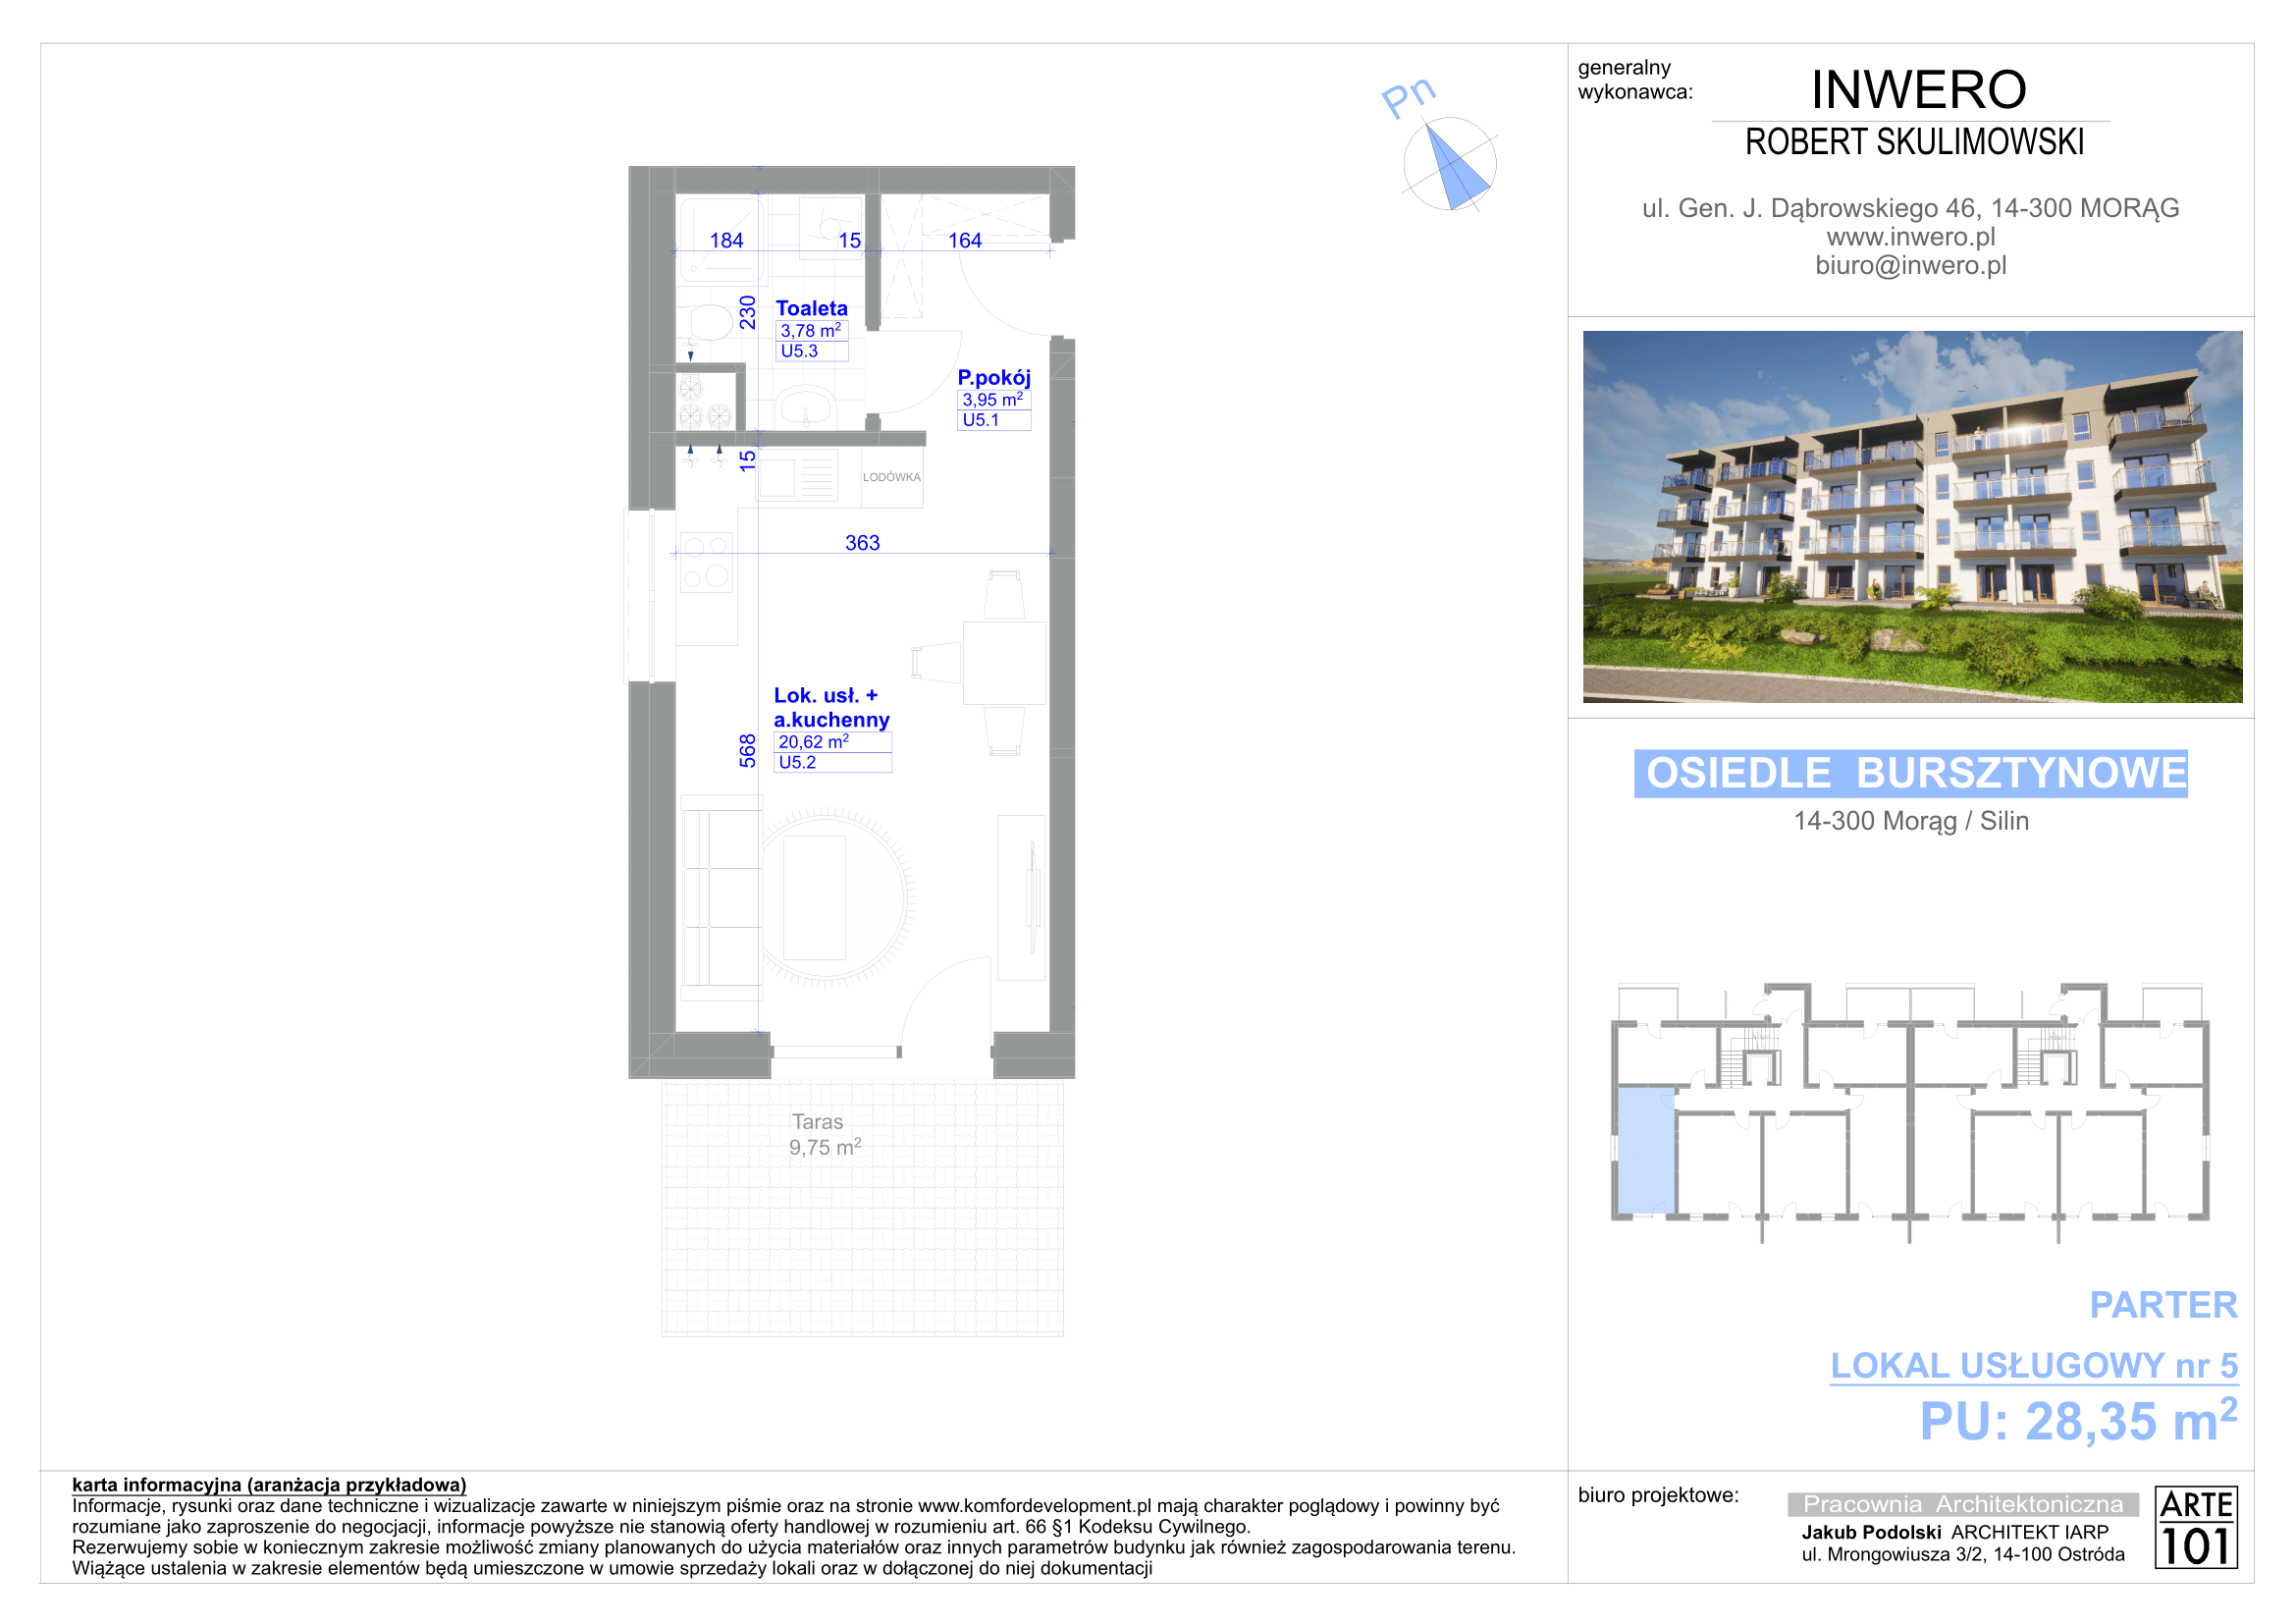 Pn
184
15
164
230
Toaleta
3,78 m²
U5.3
P.pokój
3,95 m²
U5.1
15
LODÓWKA
363
Lok. usł. +
a.kuchenny
20,62 m²
U5.2
568
Taras
9,75 m²
generalny
wykonawca:
INWERO
ROBERT SKULIMOWSKI
ul. Gen. J. Dąbrowskiego 46, 14-300 MORĄG
www.inwero.pl
biuro@inwero.pl
OSIEDLE BURSZTYNOWE
14-300 Morąg / Silin
PARTER
LOKAL USŁUGOWY nr 5
PU: 28,35 m²
karta informacyjna (aranżacja przykładowa)
Informacje, rysunki oraz dane techniczne i wizualizacje zawarte w niniejszym piśmie oraz na stronie www.komfordevelopment.pl mają charakter poglądowy i powinny być
rozumiane jako zaproszenie do negocjacji, informacje powyższe nie stanowią oferty handlowej w rozumieniu art. 66 §1 Kodeksu Cywilnego.
Rezerwujemy sobie w koniecznym zakresie możliwość zmiany planowanych do użycia materiałów oraz innych parametrów budynku jak również zagospodarowania terenu.
Wiążące ustalenia w zakresie elementów będą umieszczone w umowie sprzedaży lokali oraz w dołączonej do niej dokumentacji
biuro projektowe:
Pracownia Architektoniczna
Jakub Podolski ARCHITEKT IARP
ul. Mrongowiusza 3/2, 14-100 Ostróda
ARTE
101